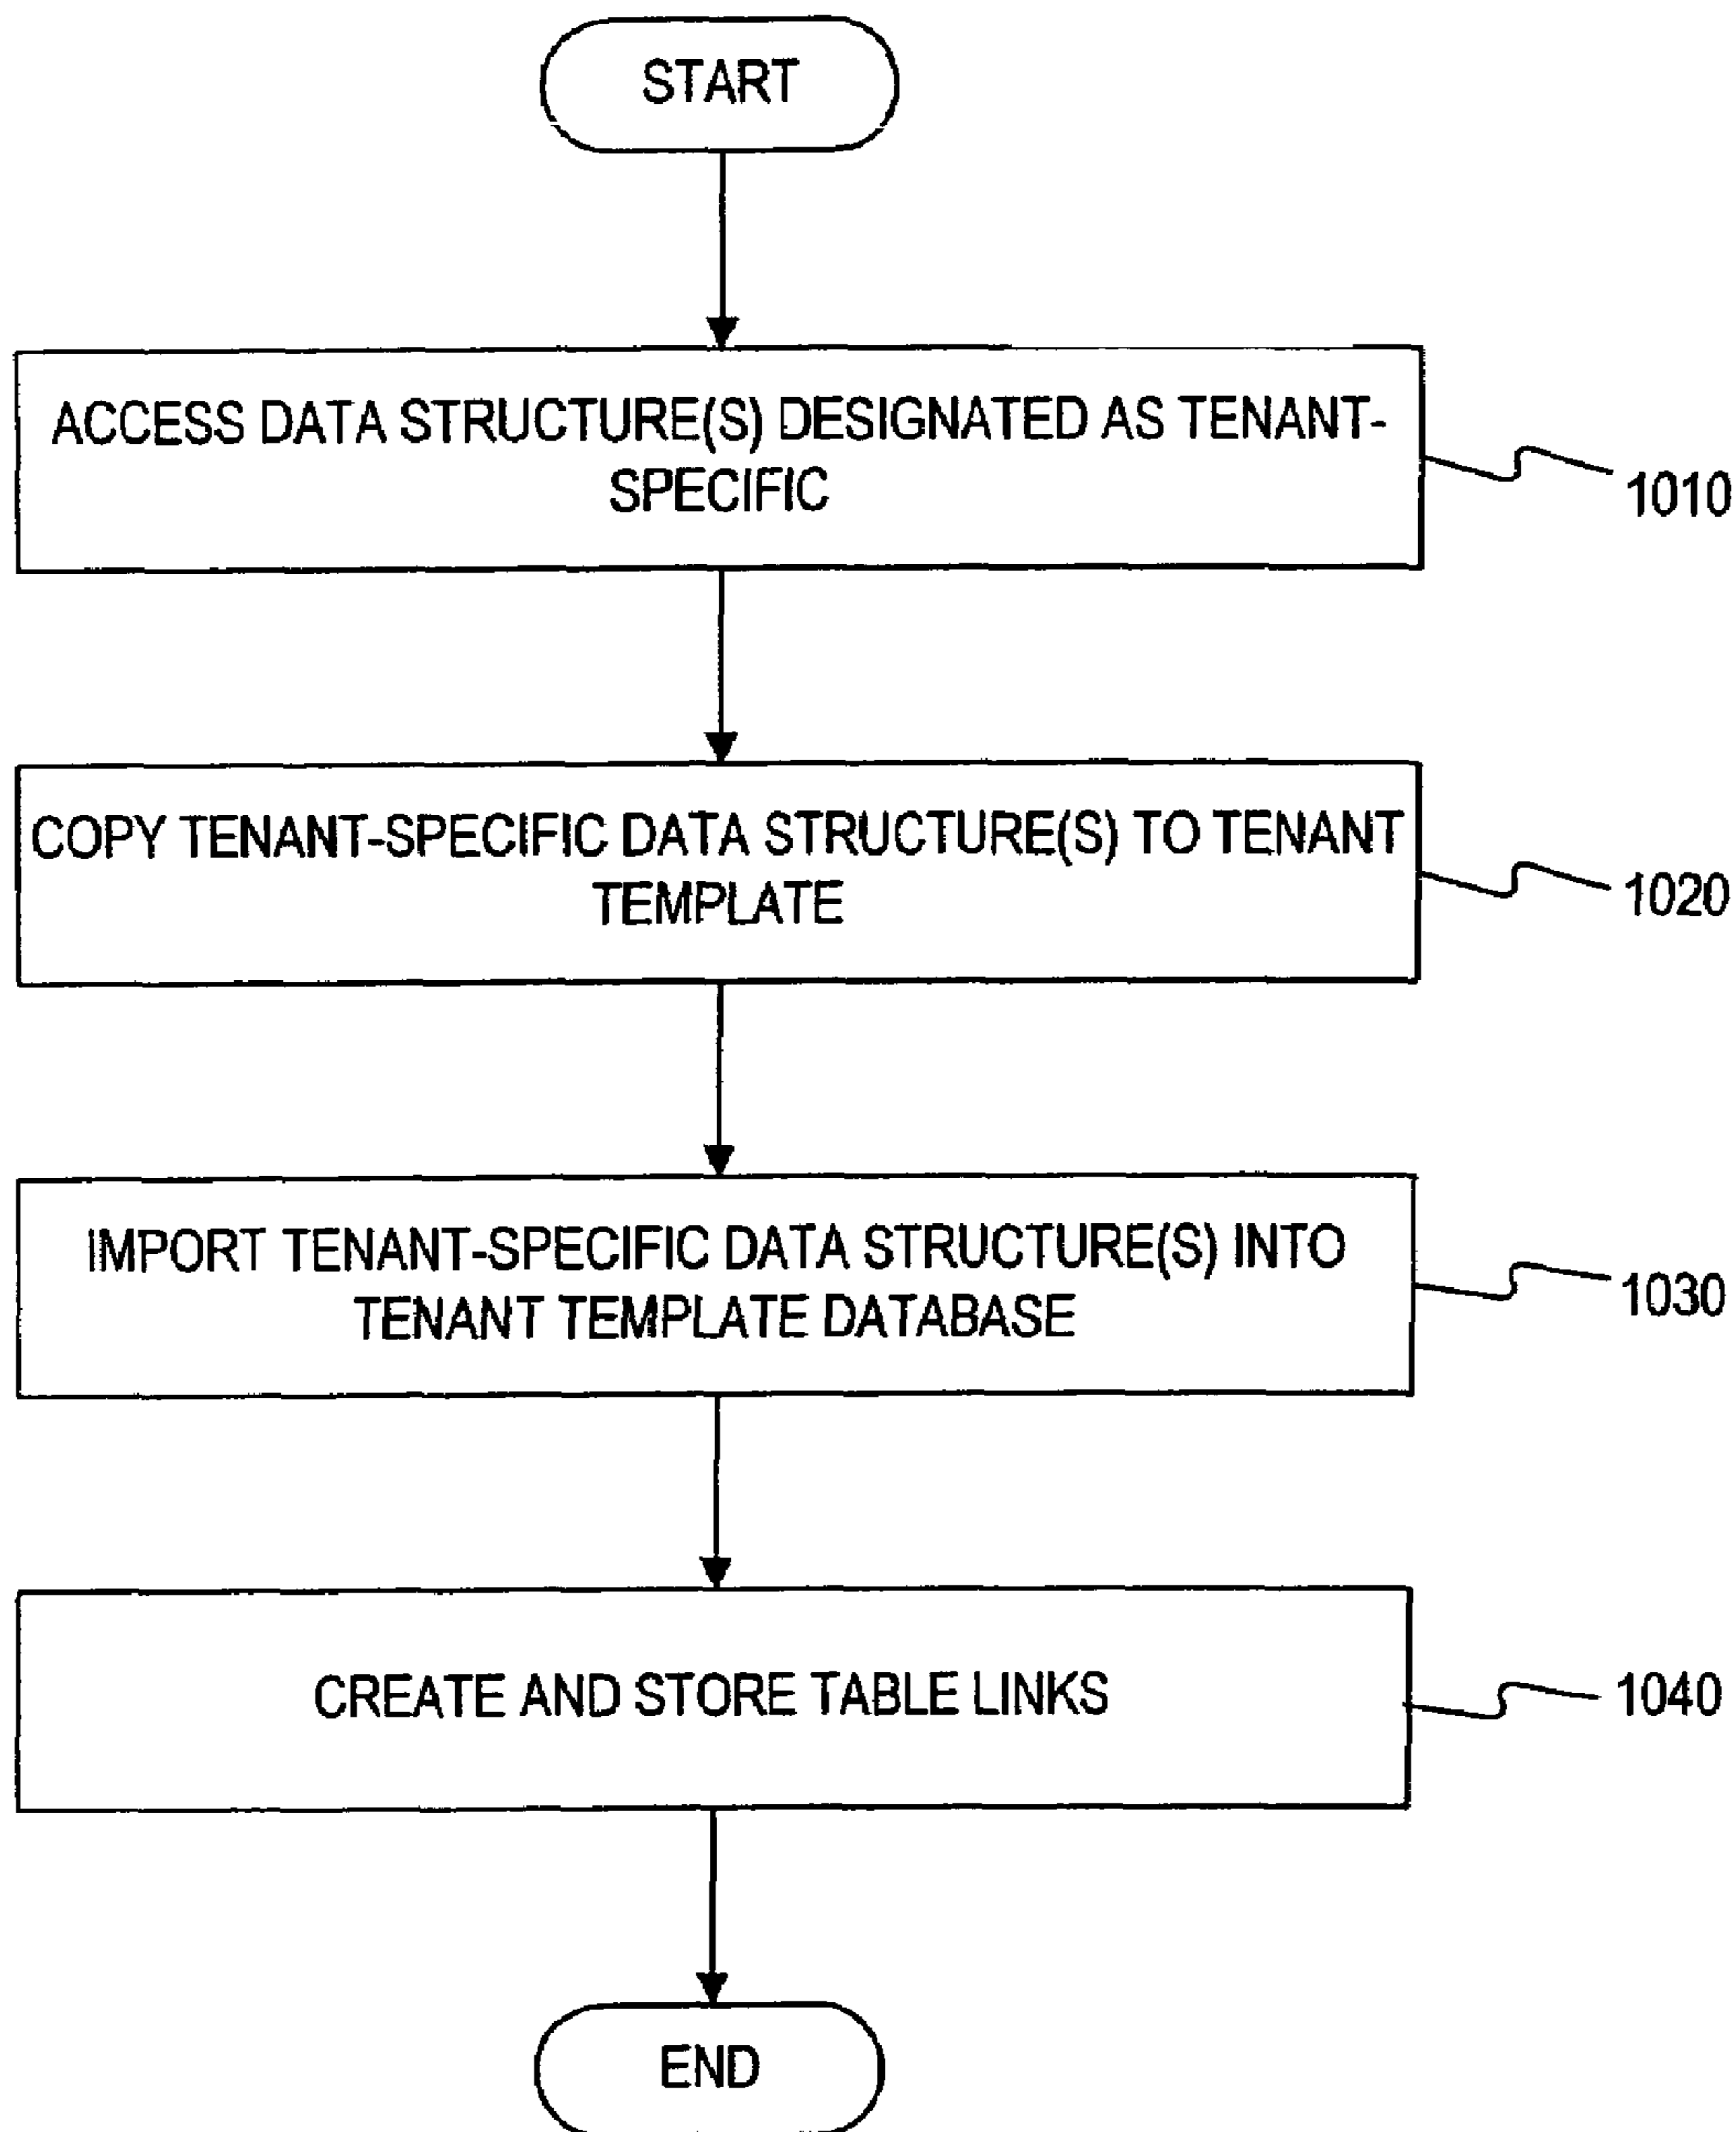 START
ACCESS DATA STRUCTURE(S) DESIGNATED AS TENANT-
SPECIFIC
1010
COPY TENANT-SPECIFIC DATA STRUCTURE(S) TO TENANT
TEMPLATE
1020
IMPORT TENANT-SPECIFIC DATA STRUCTURE(S) INTO
TENANT TEMPLATE DATABASE
1030
CREATE AND STORE TABLE LINKS
1040
END